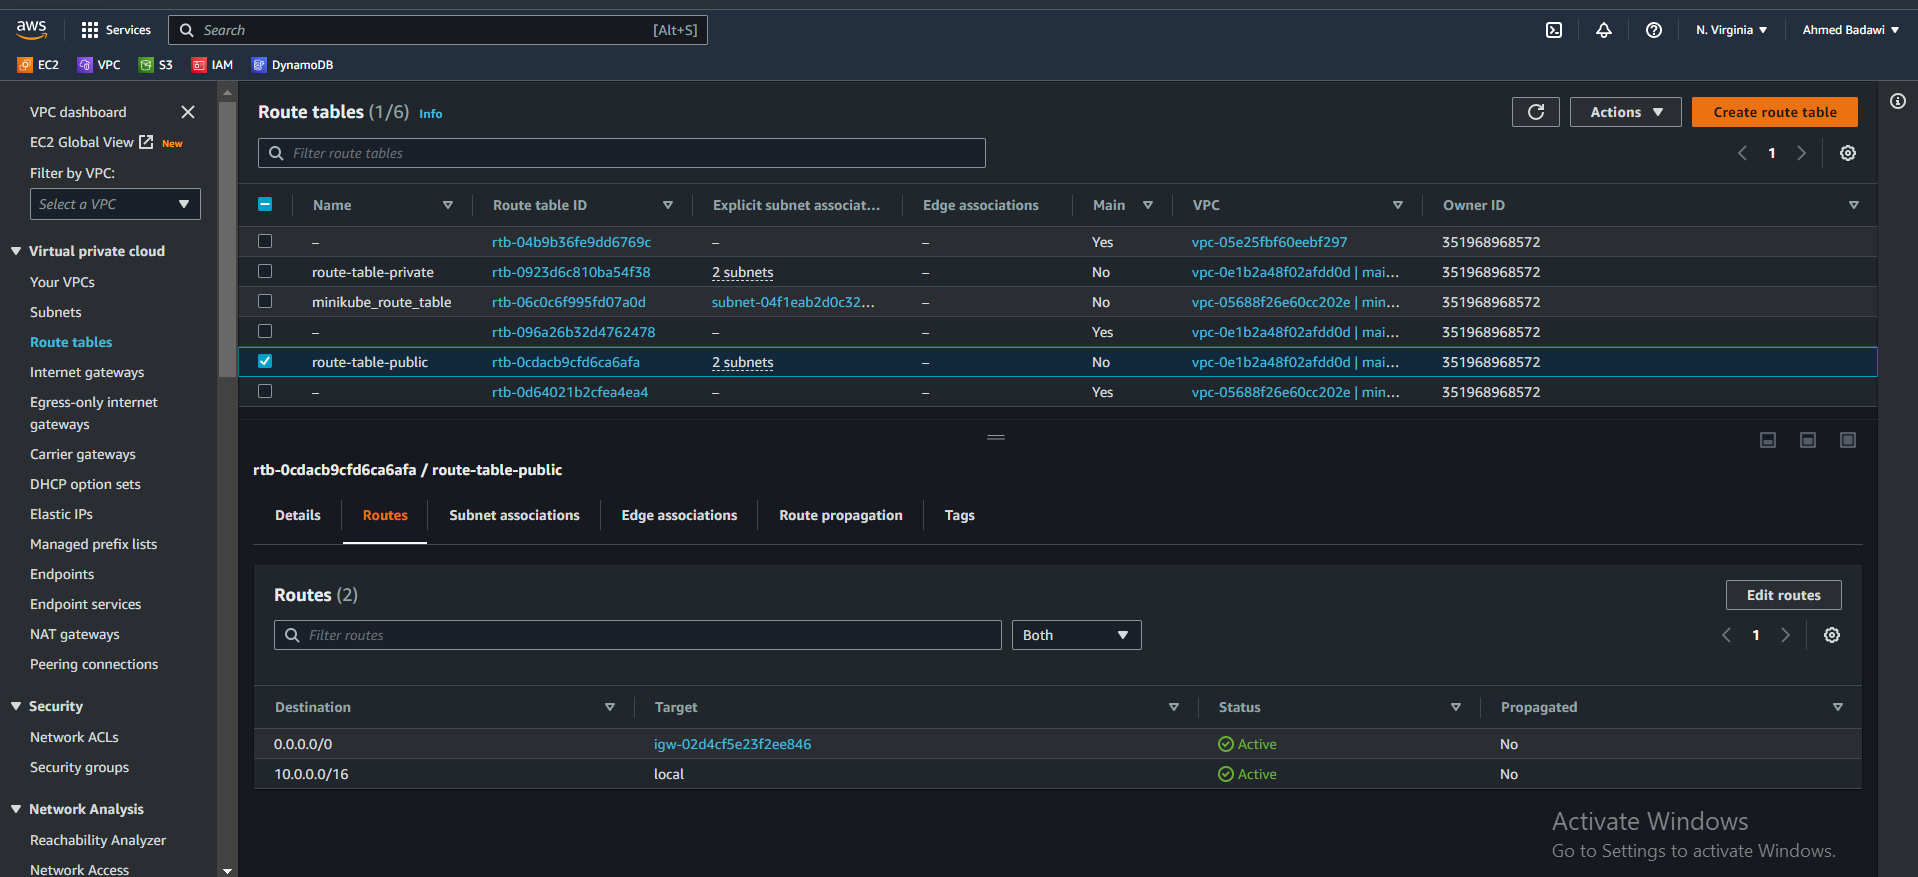 aws Services Search [Alt+S] N. Virginia Ahmed Badawi
EC2 VPC S3 IAM DynamoDB
VPC dashboard
EC2 Global View New
Filter by VPC:
Select a VPC
Virtual private cloud
Your VPCs
Subnets
Route tables
Internet gateways
Egress-only internet
gateways
Carrier gateways
DHCP option sets
Elastic IPs
Managed prefix lists
Endpoints
Endpoint services
NAT gateways
Peering connections
Security
Network ACLs
Security groups
Network Analysis
Reachability Analyzer
Network Access
Route tables (1/6) Info Actions Create route table
Filter route tables 1
Name Route table ID Explicit subnet associat... Edge associations Main VPC Owner ID
– rtb-04b9b36fe9dd6769c – – Yes vpc-05e25fbf60eebf297 351968968572
route-table-private rtb-0923d6c810ba54f38 2 subnets – No vpc-0e1b2a48f02afdd0d | mai... 351968968572
minikube_route_table rtb-06c0c6f995fd07a0d subnet-04f1eab2d0c32... – No vpc-05688f26e60cc202e | min... 351968968572
– rtb-096a26b32d4762478 – – Yes vpc-0e1b2a48f02afdd0d | mai... 351968968572
route-table-public rtb-0cdacb9cfd6ca6afa 2 subnets – No vpc-0e1b2a48f02afdd0d | mai... 351968968572
– rtb-0d64021b2cfea4ea4 – – Yes vpc-05688f26e60cc202e | min... 351968968572
rtb-0cdacb9cfd6ca6afa / route-table-public
Details Routes Subnet associations Edge associations Route propagation Tags
Routes (2) Edit routes
Filter routes Both 1
Destination Target Status Propagated
0.0.0.0/0 igw-02d4cf5e23f2ee846 Active No
10.0.0.0/16 local Active No
Activate Windows
Go to Settings to activate Windows.